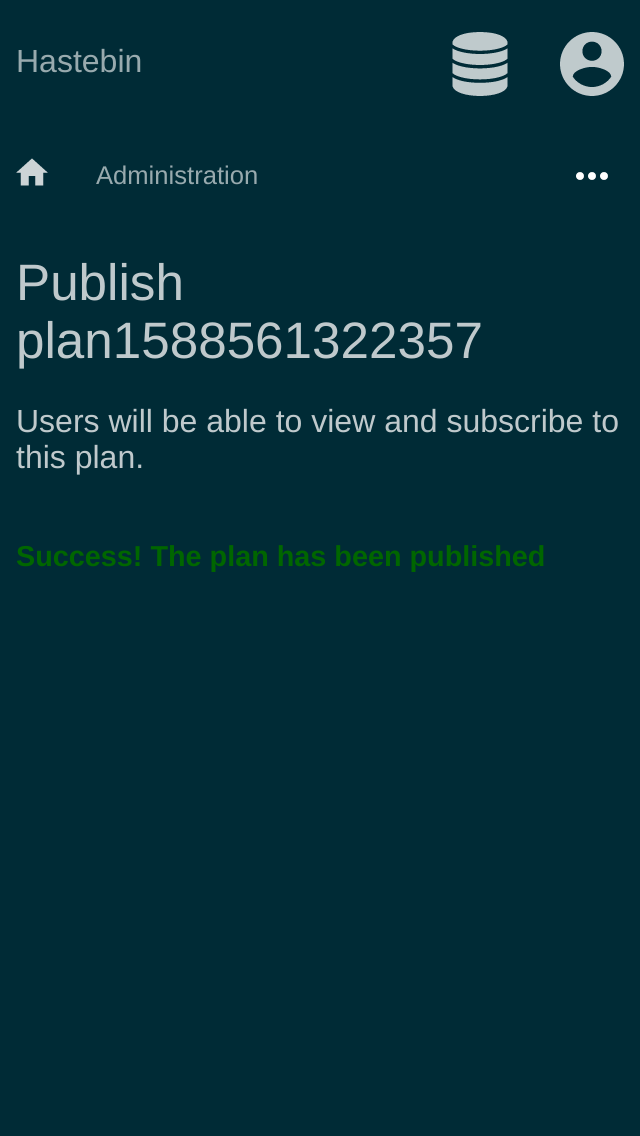 Hastebin
Administration
Publish
plan1588561322357
Users will be able to view and subscribe to
this plan.
Success! The plan has been published